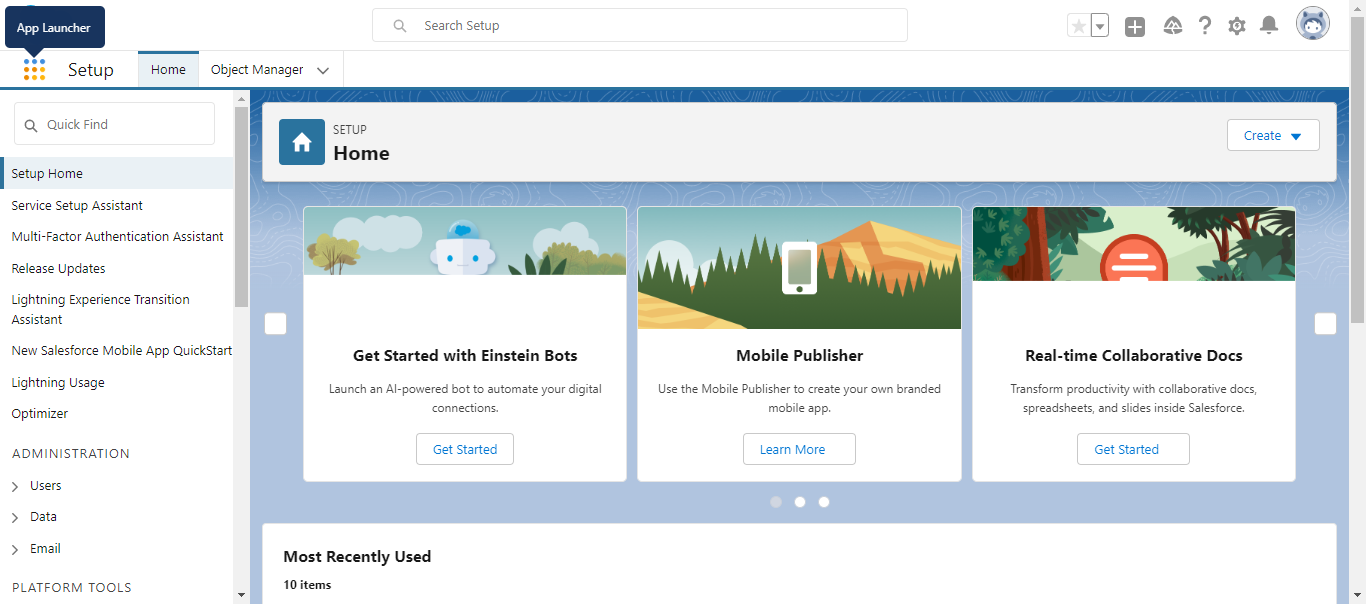 App Launcher
Search Setup
Setup
Home
Object Manager
Quick Find
Setup Home
Service Setup Assistant
Multi-Factor Authentication Assistant
Release Updates
Lightning Experience Transition
Assistant
New Salesforce Mobile App QuickStart
Lightning Usage
Optimizer
ADMINISTRATION
Users
Data
Email
PLATFORM TOOLS
SETUP
Home
Create
Get Started with Einstein Bots
Launch an AI-powered bot to automate your digital
connections.
Get Started
Mobile Publisher
Use the Mobile Publisher to create your own branded
mobile app.
Learn More
Real-time Collaborative Docs
Transform productivity with collaborative docs,
spreadsheets, and slides inside Salesforce.
Get Started
Most Recently Used
10 items